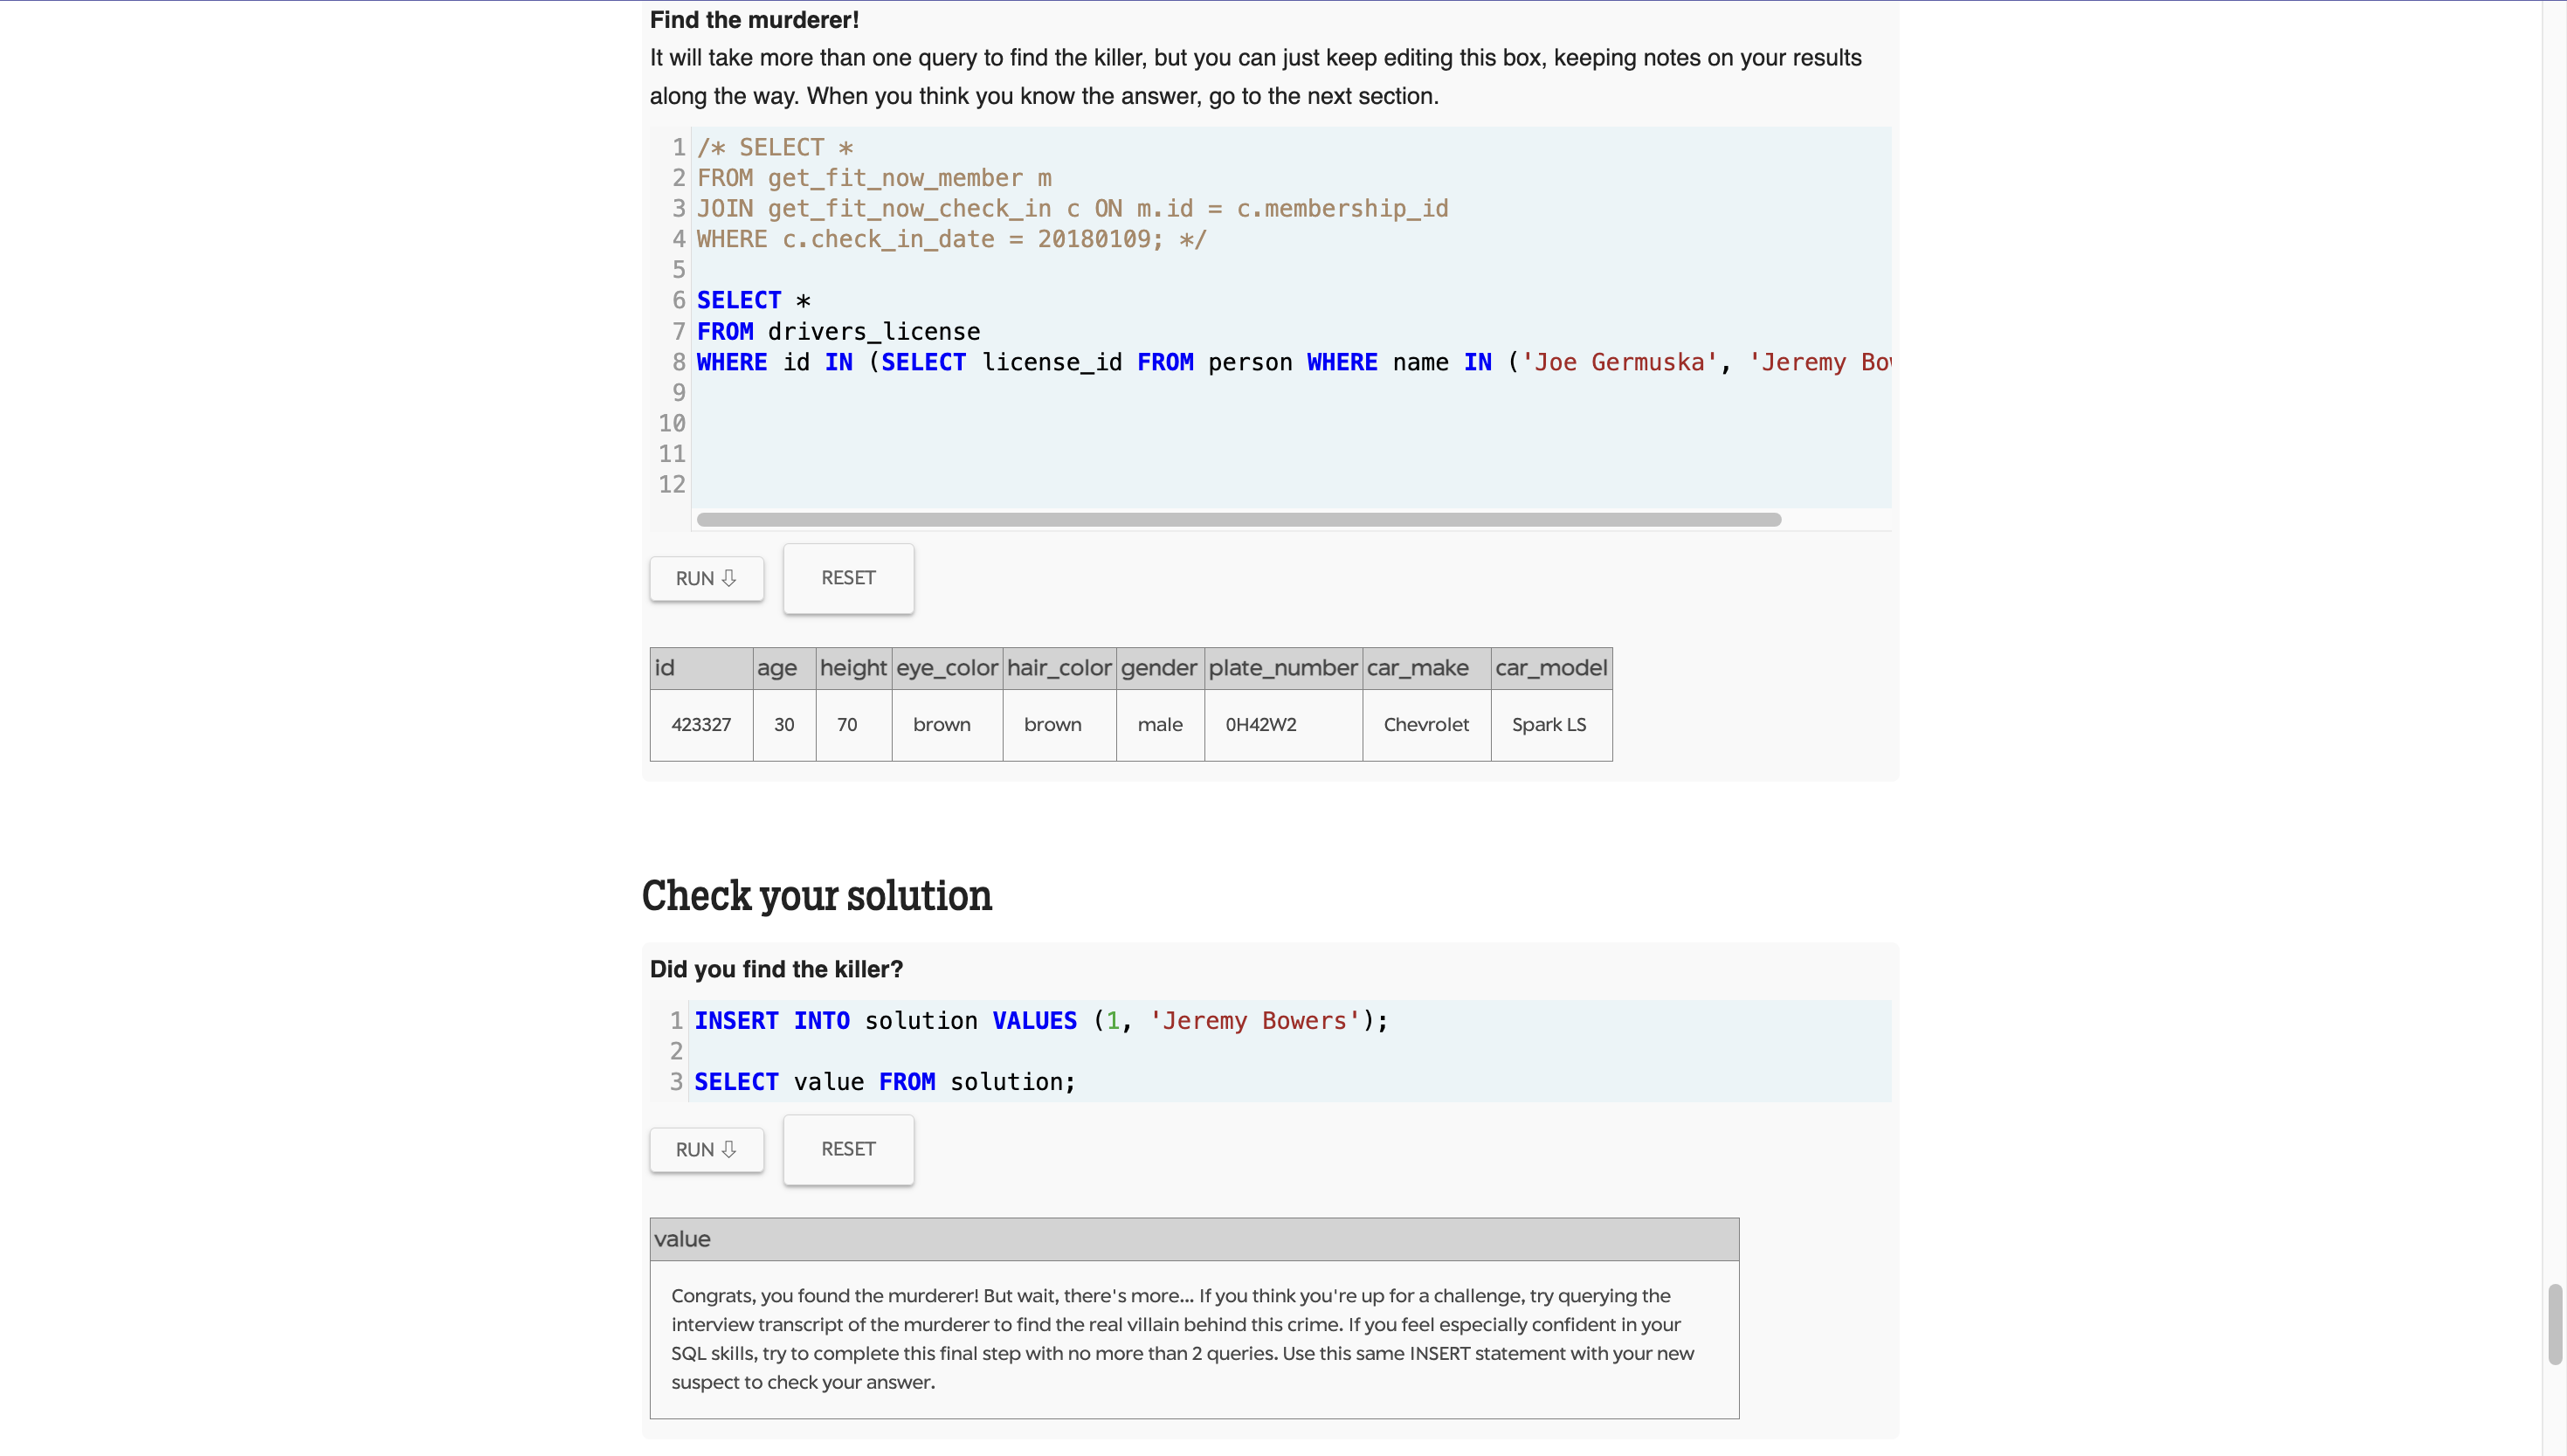 Find the murderer!
It will take more than one query to find the killer, but you can just keep editing this box, keeping notes on your results
along the way. When you think you know the answer, go to the next section.
1 /* SELECT *
2 FROM get_fit_now_member m
3 JOIN get_fit_now_check_in c ON m.id = c.membership_id
4 WHERE c.check_in_date = 20180109; */
5
6 SELECT *
7 FROM drivers_license
8 WHERE id IN (SELECT license_id FROM person WHERE name IN ('Joe Germuska', 'Jeremy Bo
9
10
11
12
RUN ⇩ RESET
id age height eye_color hair_color gender plate_number car_make car_model
423327 30 70 brown brown male 0H42W2 Chevrolet Spark LS
Check your solution
Did you find the killer?
1 INSERT INTO solution VALUES (1, 'Jeremy Bowers');
2
3 SELECT value FROM solution;
RUN ⇩ RESET
value
Congrats, you found the murderer! But wait, there's more... If you think you're up for a challenge, try querying the
interview transcript of the murderer to find the real villain behind this crime. If you feel especially confident in your
SQL skills, try to complete this final step with no more than 2 queries. Use this same INSERT statement with your new
suspect to check your answer.